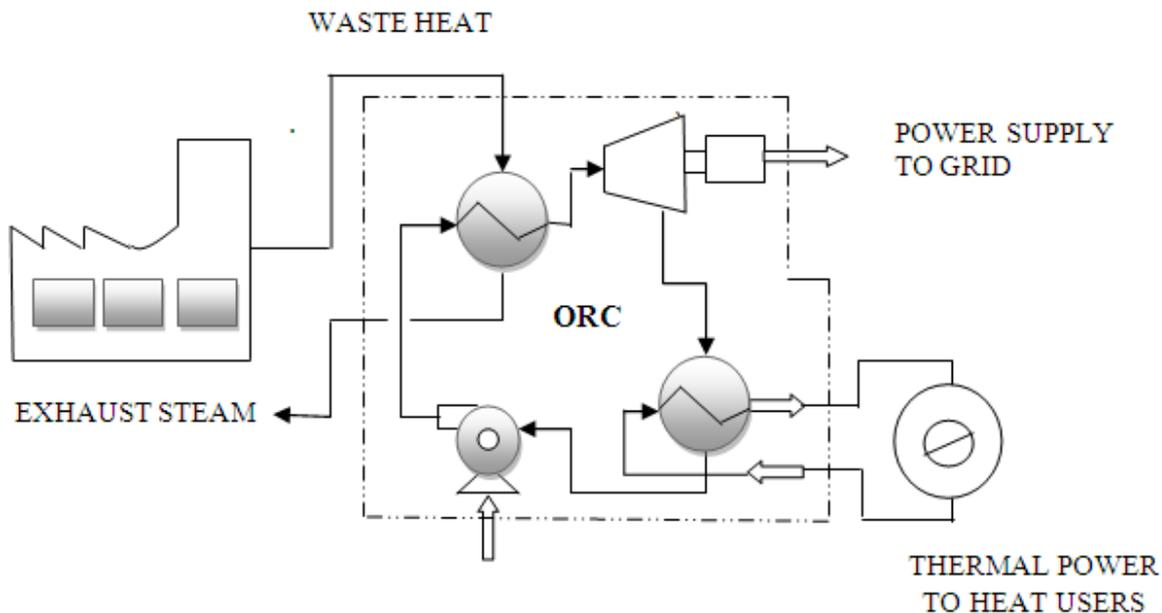 WASTE HEAT
POWER SUPPLY
TO GRID
ORC
EXHAUST STEAM
THERMAL POWER
TO HEAT USERS